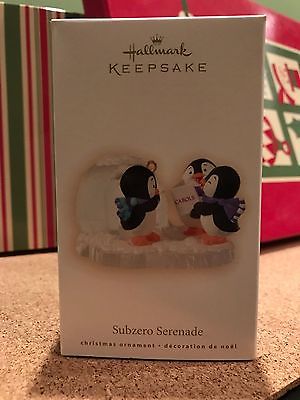 Hallmark
KEEPSAKE
CAROLS
Subzero Serenade
christmas ornament • décoration de noël